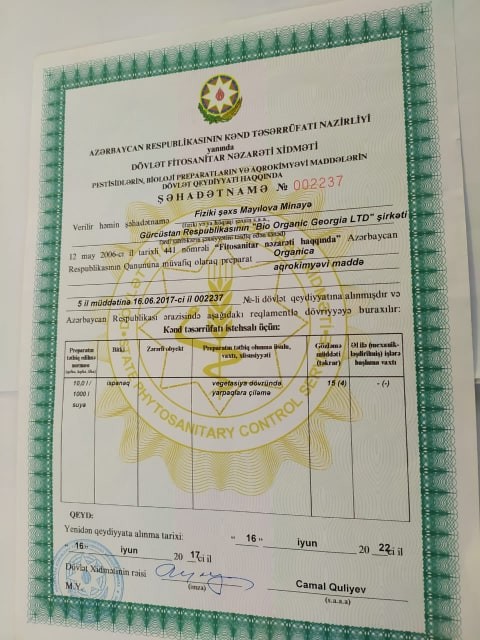 AZƏRBAYCAN RESPUBLİKASININ KƏND TƏSƏRRÜFATI NAZİRLİYİ
yanında
DÖVLƏT FİTOSANİTAR NƏZARƏTİ XİDMƏTİ
PESTİSİDLƏRİN, BİOLOJİ PREPARATLARIN VƏ AQROKİMYƏVİ MADDƏLƏRİN
DÖVLƏT QEYDİYYATI HAQQINDA
ŞƏHADƏTNAMƏ № 002237
Fiziki şəxs Mayılova Minayə
Verilir həmin şəhadətnamə
Gürcüstan Respublikasının "Bio Organic Georgia LTD" şirkəti
12 may 2006-cı il tarixli 441 nömrəli "Fitosanitar nəzarəti haqqında" Azərbaycan
Organica
Respublikasının Qanununa müvafiq olaraq preparat
aqrokimyəvi maddə
5 il müddətinə 16.06.2017-ci il 002237 №-li dövlət qeydiyyatına alınmışdır və
Azərbaycan Respublikası ərazisində aşağıdakı reqlamentlə dövriyyəyə buraxılır:
Kənd təsərrüfatı istehsalı üçün:
Preparatın Bitki Zərərli obyekt Preparatın tətbiq olunma üsulu, Gözləmə Əl ilə (mexanik-
tətbiq edilmə vaxtı, xüsusiyyəti müddəti ləşdirilmiş) işlərə
norması (təkrar) başlama vaxtı
10,0 l / ispanaq vegetasiya dövründə 15 (4) - (-)
1000 l yarpaqlara çiləmə
suya
STATE PHYTOSANITARY CONTROL SERVICE
QEYD:
Yenidən qeydiyyata alınma tarixi: " 16 " iyun 20 22 ci il
" 16 " iyun 20 17 ci il
Dövlət Xidmətinin rəisi Camal Quliyev
M.Y. (imza) (s.a.a.a)